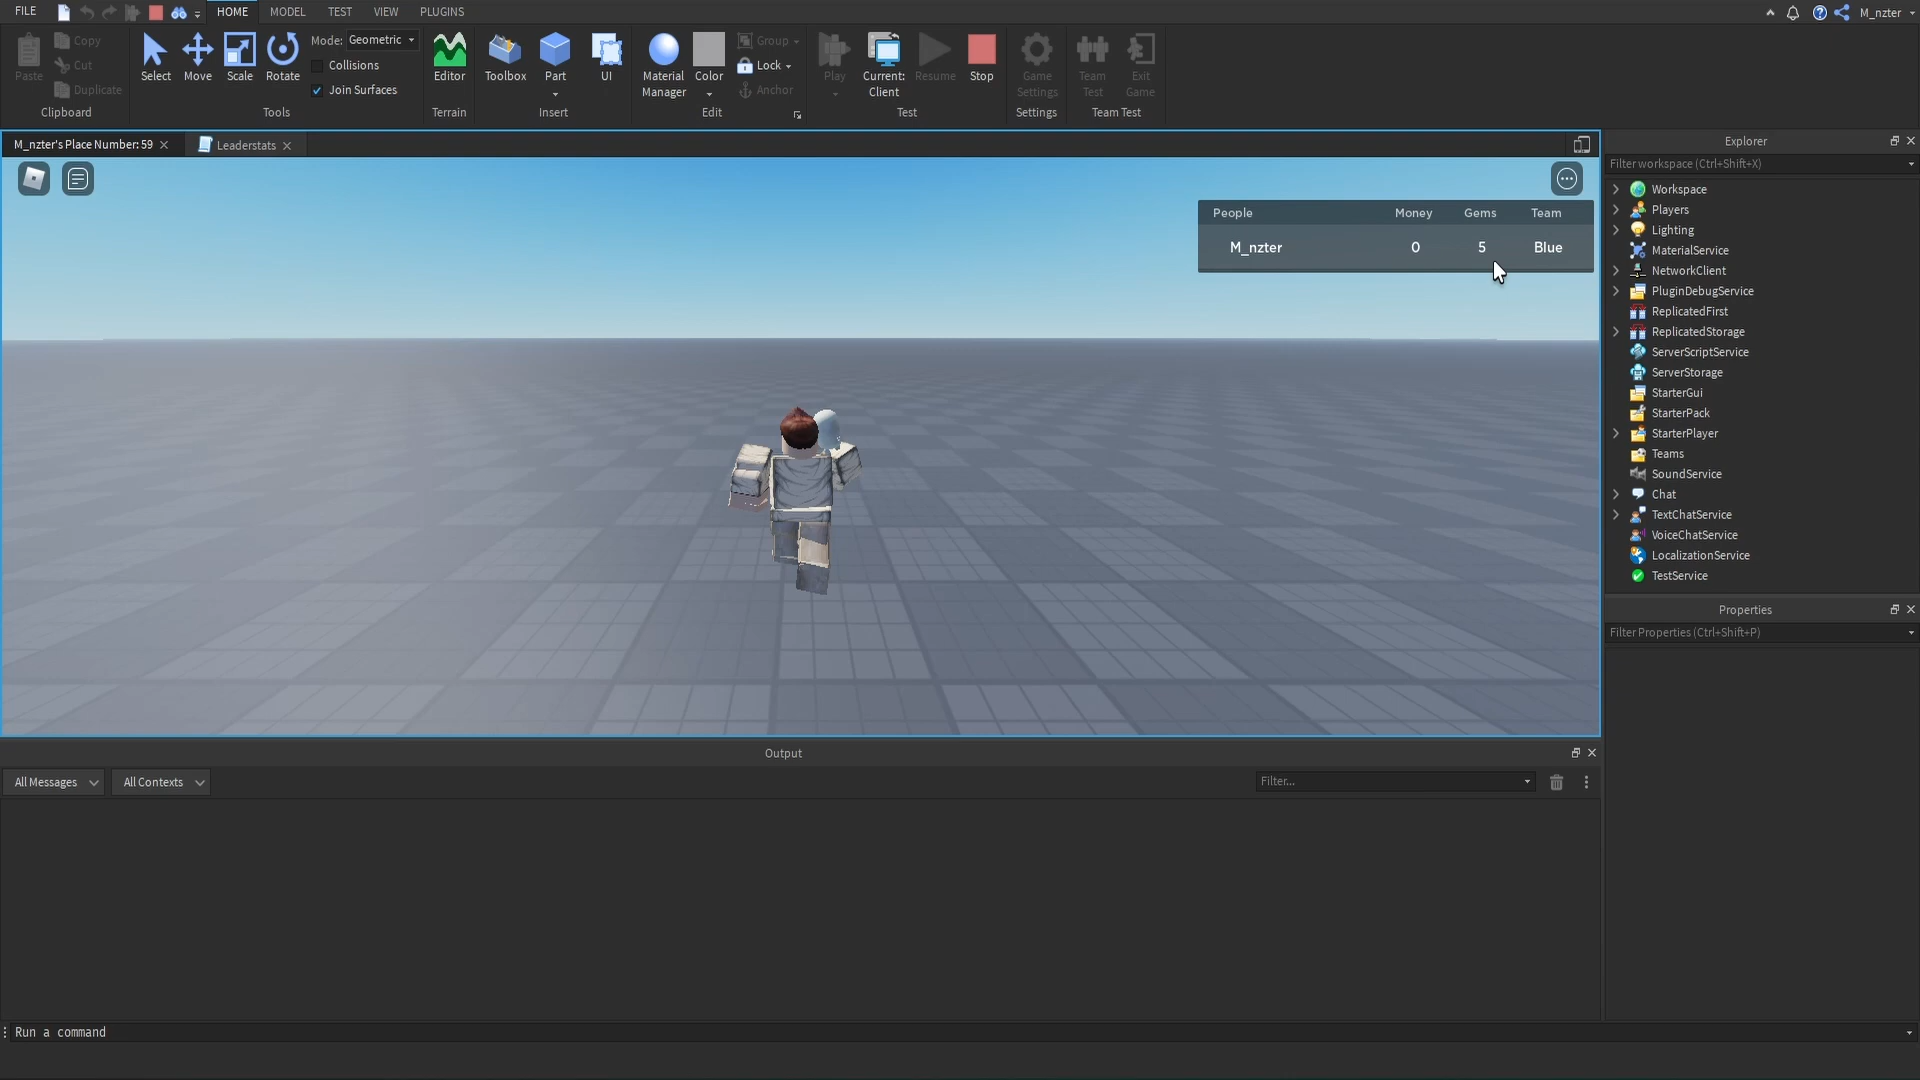 FILE HOME MODEL TEST VIEW PLUGINS M_nzter
Paste Copy Cut Duplicate
Clipboard
Select Move Scale Rotate
Mode: Geometric
Collisions
Join Surfaces
Tools
Editor
Terrain
Toolbox Part UI
Insert
Material
Manager
Color
Group
Lock
Anchor
Edit
Play
Current:
Client
Resume Stop
Test
Game
Settings
Settings
Team
Test
Exit
Game
Team Test
M_nzter's Place Number: 59
Leaderstats
People Money Gems Team
M_nzter 0 5 Blue
Explorer
Filter workspace (Ctrl+Shift+X)
Workspace
Players
Lighting
MaterialService
NetworkClient
PluginDebugService
ReplicatedFirst
ReplicatedStorage
ServerScriptService
ServerStorage
StarterGui
StarterPack
StarterPlayer
Teams
SoundService
Chat
TextChatService
VoiceChatService
LocalizationService
TestService
Properties
Filter Properties (Ctrl+Shift+P)
Output
All Messages All Contexts Filter...
Run a command